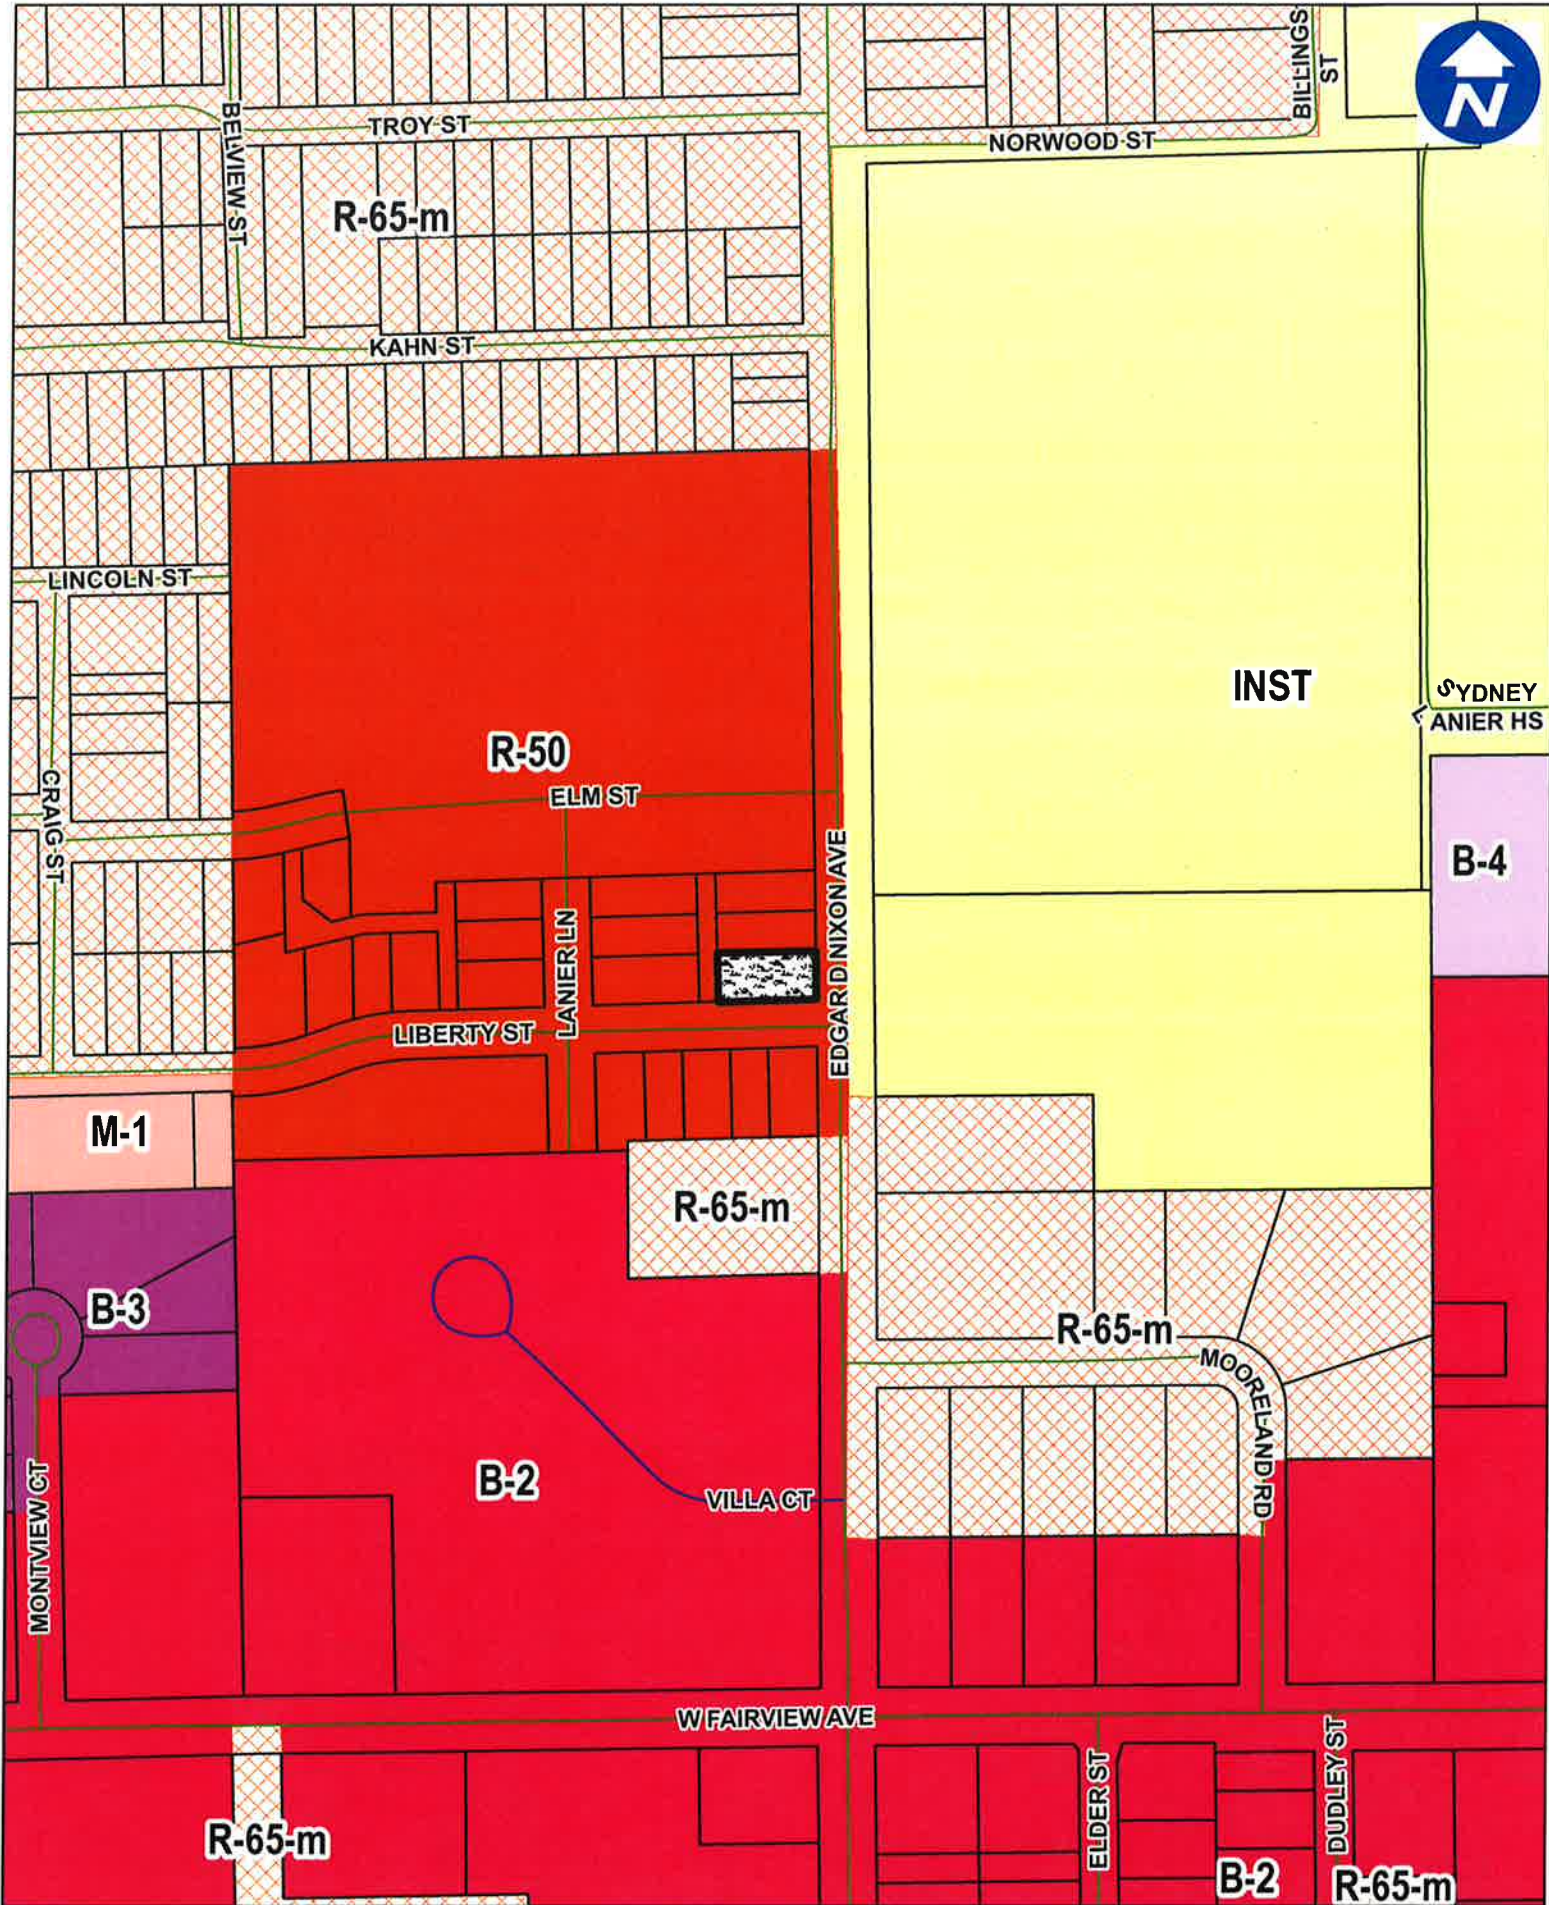 BILLINGS
ST
N
BELVIEW ST
TROY ST
NORWOOD ST
R-65-m
KAHN ST
LINCOLN ST
INST
SYDNEY
LANIER HS
R-50
ELM ST
CRAIG ST
EDGAR D NIXON AVE
B-4
LANIER LN
LIBERTY ST
M-1
R-65-m
B-3
R-65-m
MOORELAND RD
B-2
VILLA CT
MONTVIEW CT
W FAIRVIEW AVE
ELDER ST
DUDLEY ST
R-65-m
B-2
R-65-m